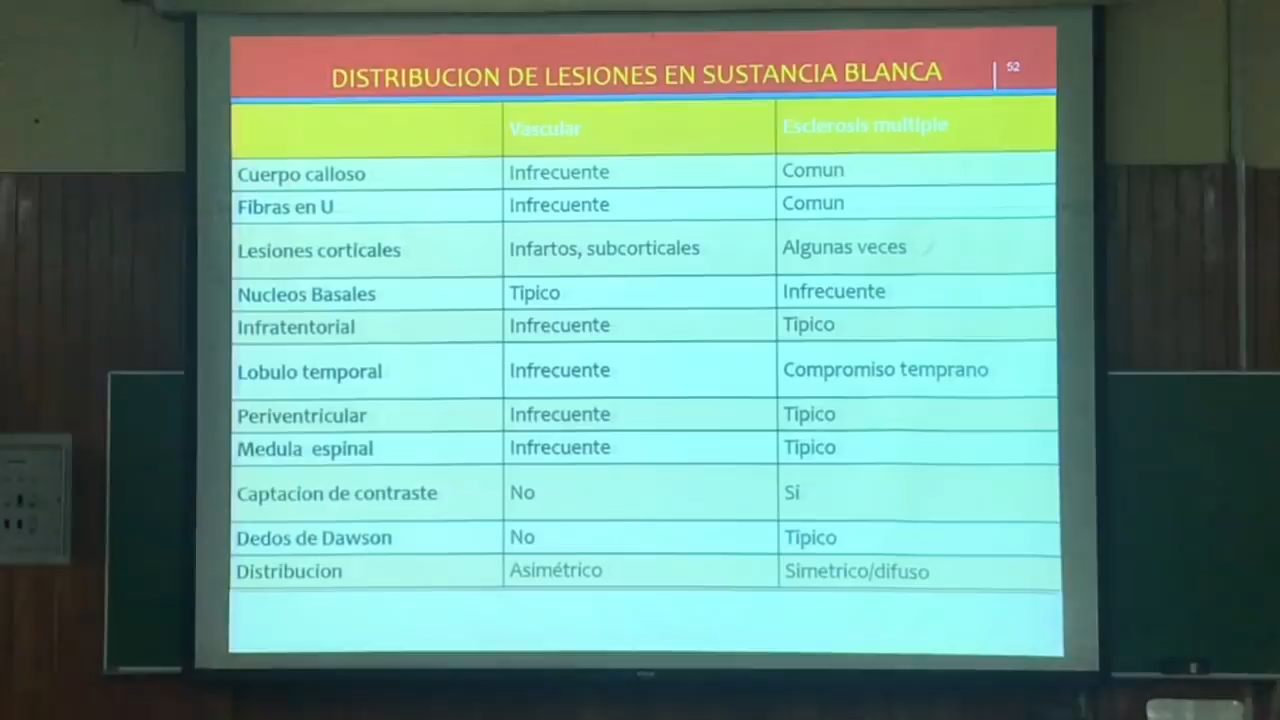 DISTRIBUCION DE LESIONES EN SUSTANCIA BLANCA
52
Vascular Esclerosis multiple
Cuerpo calloso Infrecuente Comun
Fibras en U Infrecuente Comun
Lesiones corticales Infartos, subcorticales Algunas veces
Nucleos Basales Tipico Infrecuente
Infratentorial Infrecuente Tipico
Lobulo temporal Infrecuente Compromiso temprano
Periventricular Infrecuente Tipico
Medula espinal Infrecuente Tipico
Captacion de contraste No Si
Dedos de Dawson No Tipico
Distribucion Asimétrico Simetrico/difuso